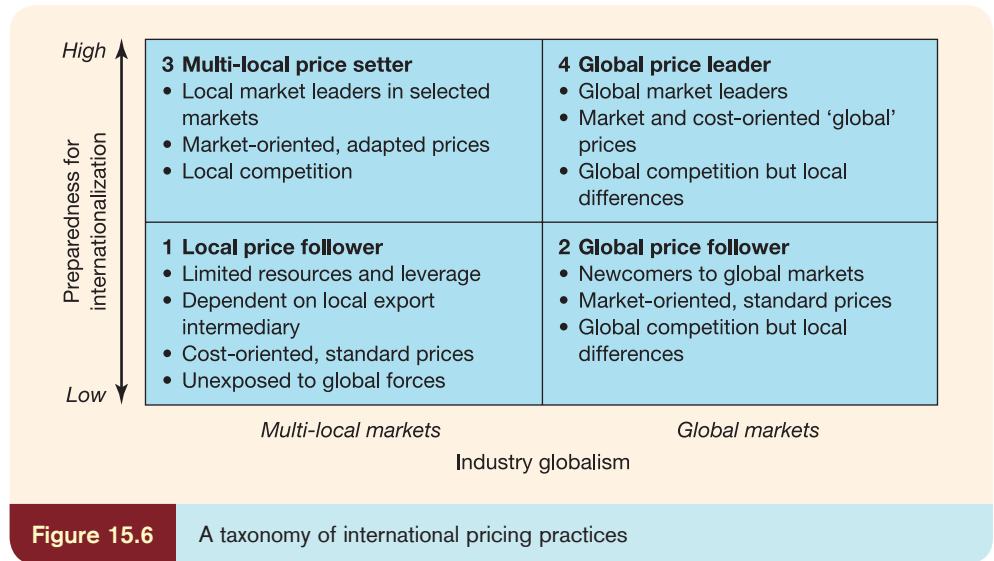 High
Preparedness for
internationalization
Low
3 Multi-local price setter
• Local market leaders in selected
markets
• Market-oriented, adapted prices
• Local competition
4 Global price leader
• Global market leaders
• Market and cost-oriented ‘global’
prices
• Global competition but local
differences
1 Local price follower
• Limited resources and leverage
• Dependent on local export
intermediary
• Cost-oriented, standard prices
• Unexposed to global forces
2 Global price follower
• Newcomers to global markets
• Market-oriented, standard prices
• Global competition but local
differences
Multi-local markets
Global markets
Industry globalism
Figure 15.6
A taxonomy of international pricing practices